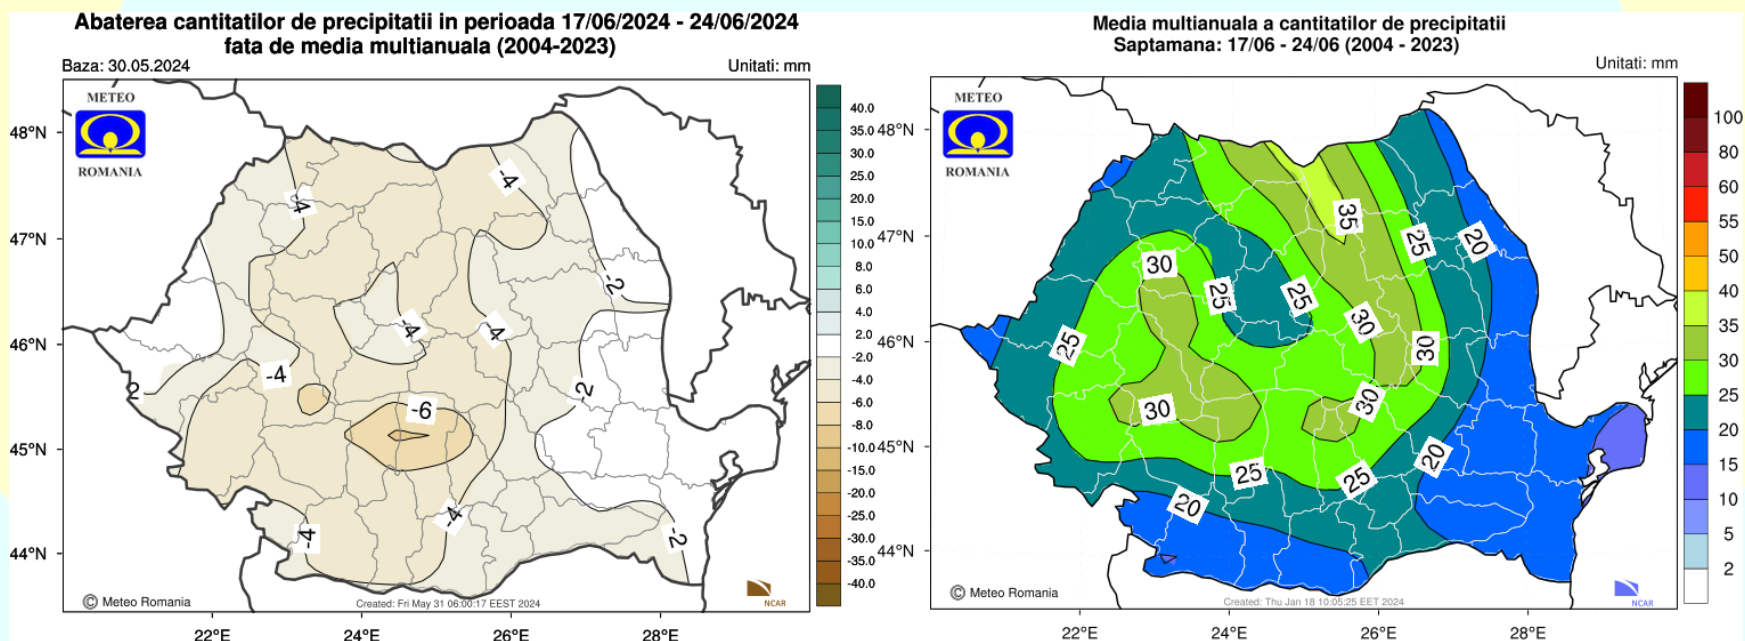 Abaterea cantitatilor de precipitatii in perioada 17/06/2024 - 24/06/2024
fata de media multianuala (2004-2023)
Baza: 30.05.2024
Unitati: mm
METEO
ROMANIA
48°N
47°N
46°N
45°N
44°N
22°E
24°E
26°E
28°E
-4
-4
-2
-4
-4
-4
2
-2
-6
-4
-4
-2
© Meteo Romania
Created: Fri May 31 06:00:17 EEST 2024
NCAR
40.0
35.0
30.0
25.0
20.0
15.0
10.0
8.0
6.0
4.0
2.0
-2.0
-4.0
-6.0
-8.0
-10.0
-15.0
-20.0
-25.0
-30.0
-35.0
-40.0
Media multianuala a cantitatilor de precipitatii
Saptamana: 17/06 - 24/06 (2004 - 2023)
Unitati: mm
METEO
ROMANIA
48°N
47°N
46°N
45°N
44°N
22°E
24°E
26°E
28°E
35
25
20
30
25
25
30
25
30
30
30
20
25
25
20
© Meteo Romania
Created: Thu Jan 18 10:05:25 EET 2024
NCAR
100
80
60
55
50
45
40
35
30
25
20
15
10
5
2